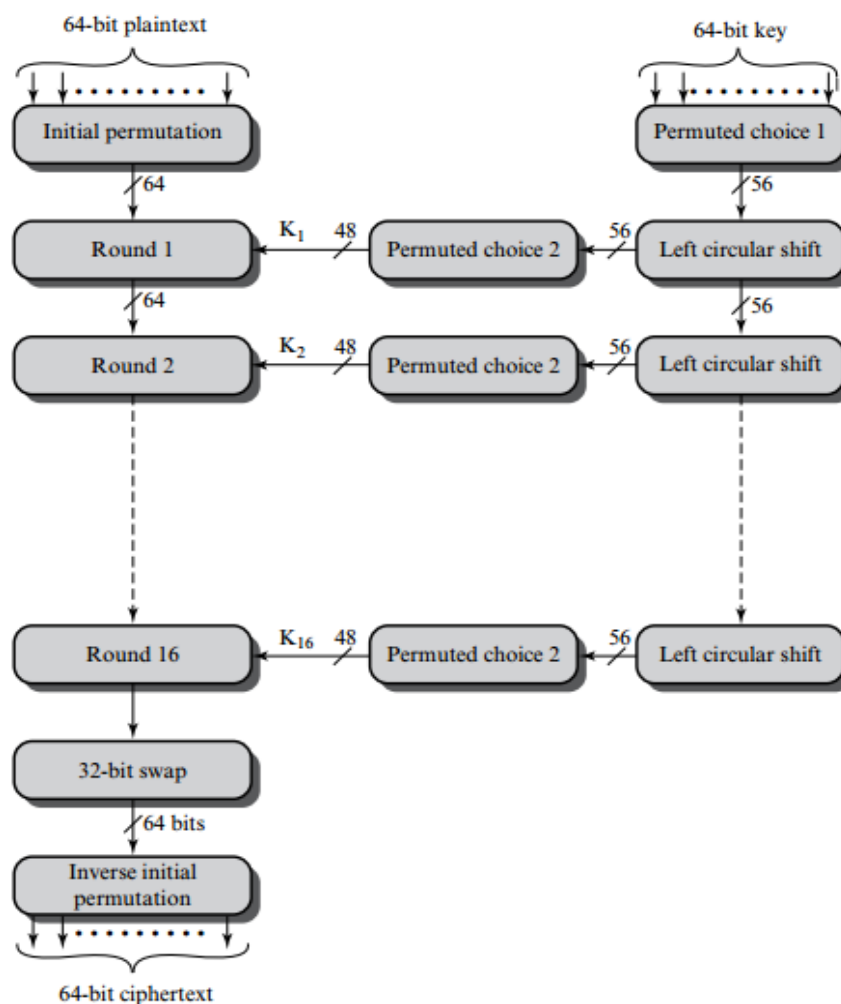 64-bit plaintext
64-bit key
Initial permutation
Permuted choice 1
64
56
Round 1
K₁
48
Permuted choice 2
56
Left circular shift
64
56
Round 2
K₂
48
Permuted choice 2
56
Left circular shift
Round 16
K₁₆
48
Permuted choice 2
56
Left circular shift
32-bit swap
64 bits
Inverse initial
permutation
64-bit ciphertext